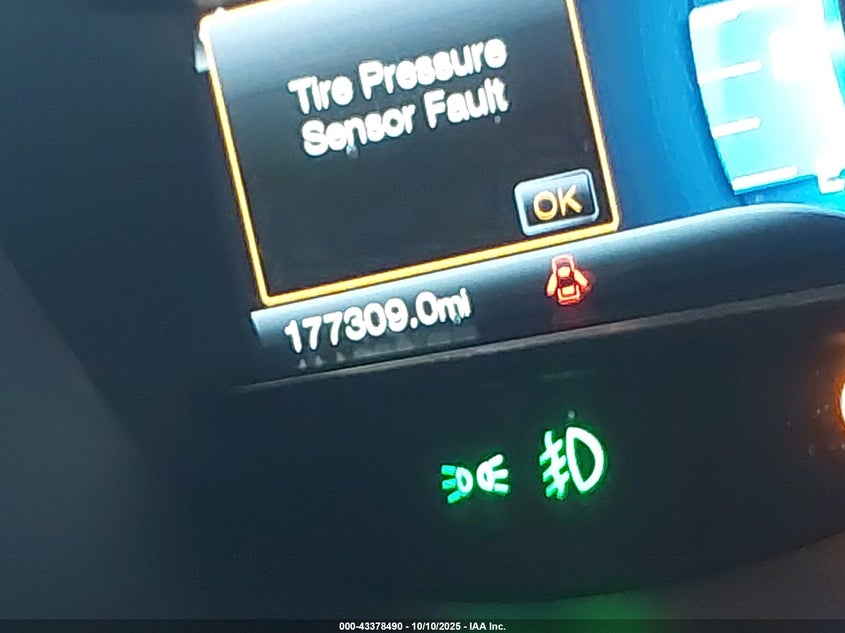 Tire Pressure
Sensor Fault
OK
177309.0mi
000-43378490 - 10/10/2025 - IAA Inc.